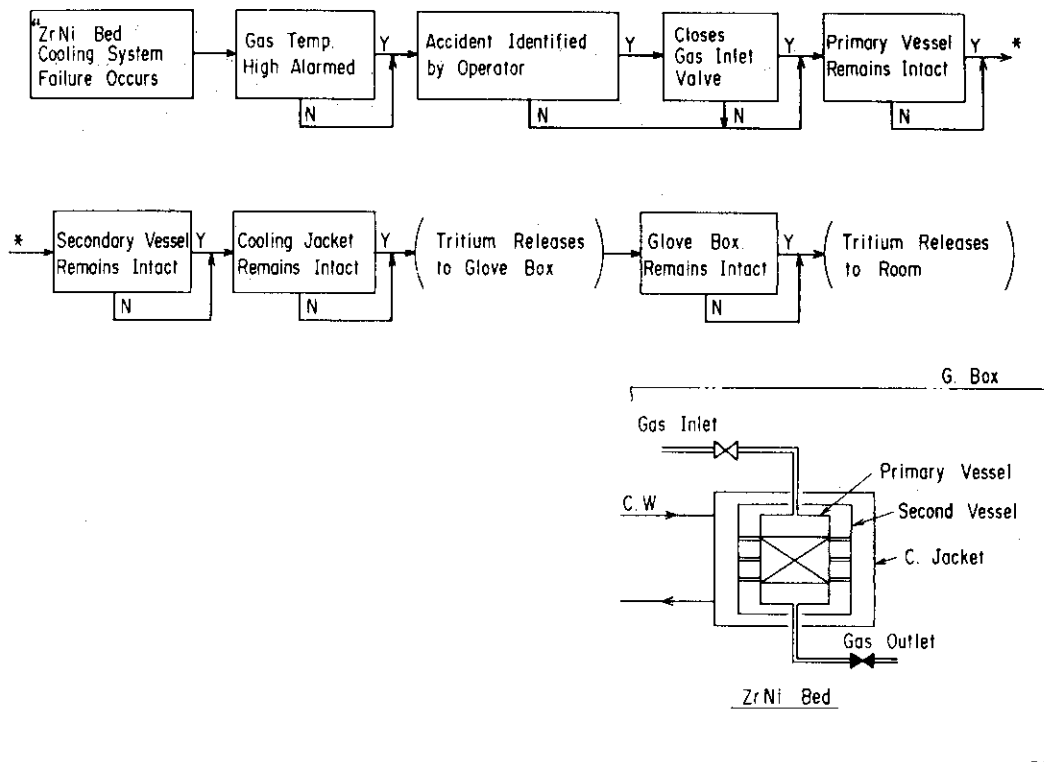 “ZrNi Bed
Cooling System
Failure Occurs
Gas Temp.
High Alarmed
Y
N
Accident Identified
by Operator
Y
N
Closes
Gas Inlet
Valve
Y
N
Primary Vessel
Remains Intact
Y
N
*
*
Secondary Vessel
Remains Intact
Y
N
Cooling Jacket
Remains Intact
Y
N
(Tritium Releases
to Glove Box)
Glove Box
Remains Intact
Y
N
(Tritium Releases
to Room)
G. Box
Gas Inlet
Primary Vessel
C.W
Second Vessel
C. Jacket
Gas Outlet
ZrNi Bed